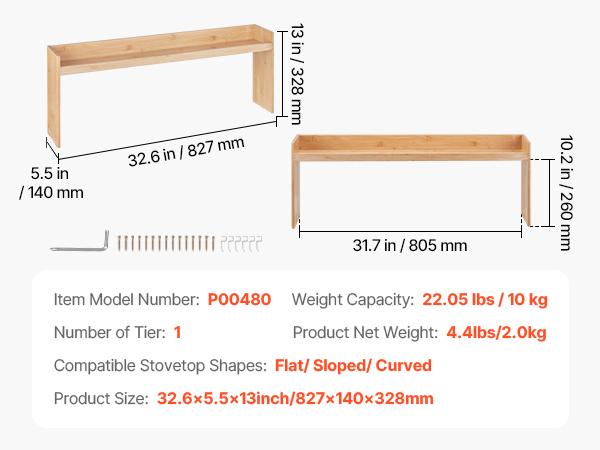 13 in / 328 mm
32.6 in / 827 mm
5.5 in
/ 140 mm
10.2 in / 260 mm
31.7 in / 805 mm
Item Model Number: P00480 Weight Capacity: 22.05 lbs / 10 kg
Number of Tier: 1 Product Net Weight: 4.4lbs/2.0kg
Compatible Stovetop Shapes: Flat/ Sloped/ Curved
Product Size: 32.6×5.5×13inch/827×140×328mm